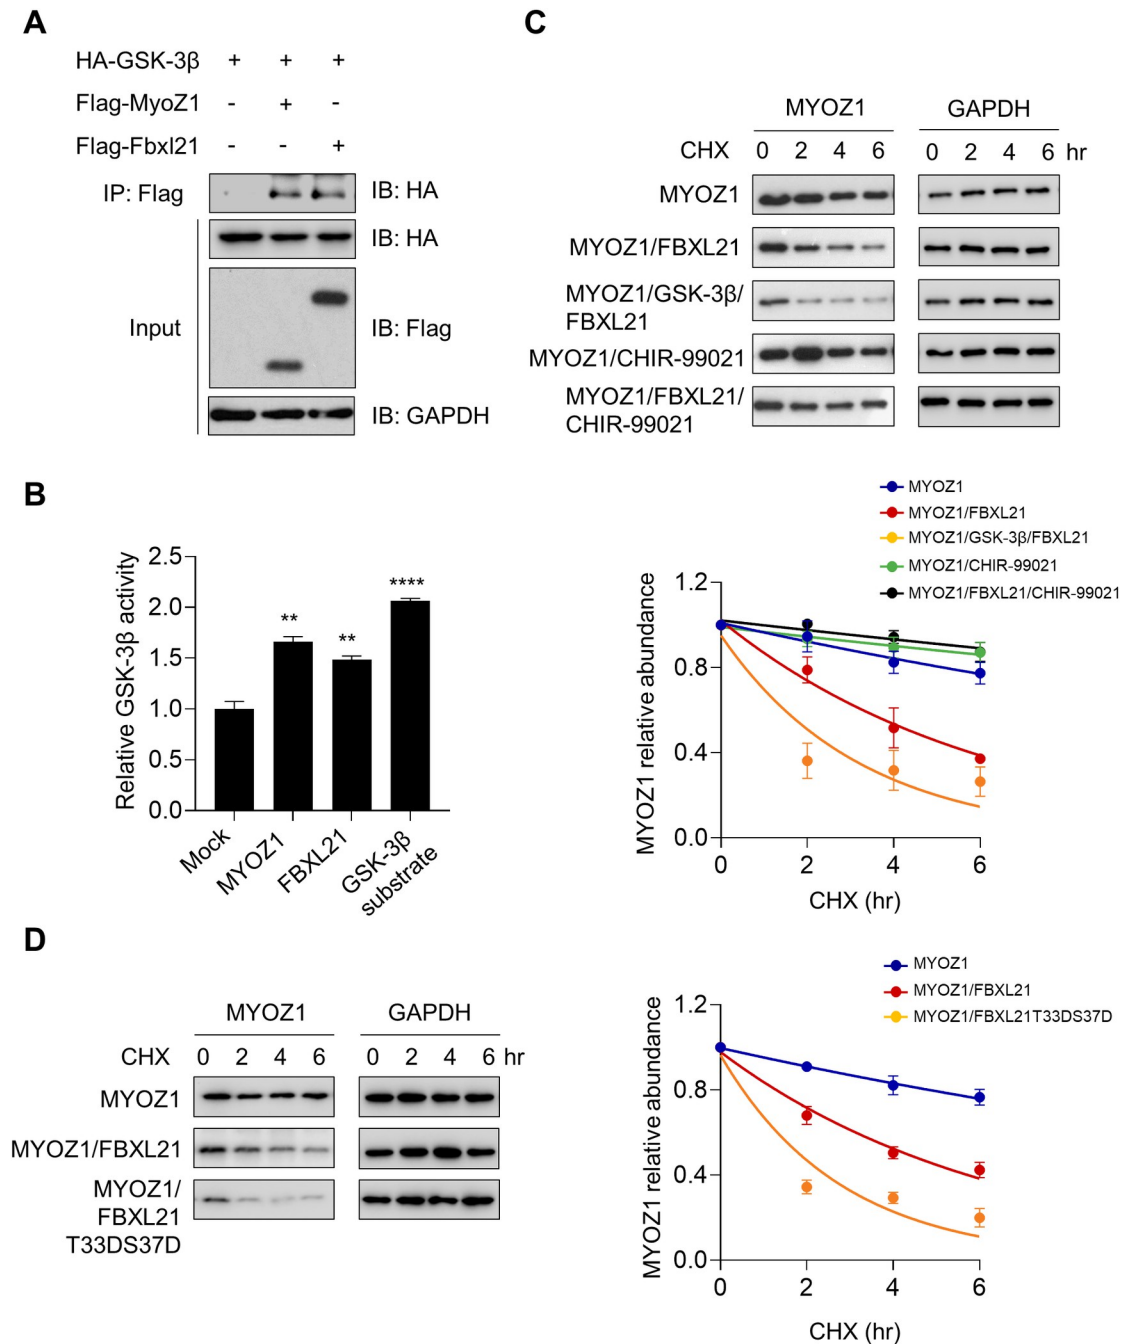 A
HA-GSK-3β + + +
Flag-MyoZ1 - + -
Flag-Fbxl21 - - +
IP: Flag IB: HA
IB: HA
Input IB: Flag
IB: GAPDH
C
MYOZ1 GAPDH
CHX 0 2 4 6 0 2 4 6 hr
MYOZ1
MYOZ1/FBXL21
MYOZ1/GSK-3β/
FBXL21
MYOZ1/CHIR-99021
MYOZ1/FBXL21/
CHIR-99021
B
Relative GSK-3β activity
2.5
2.0
1.5
1.0
0.5
0.0
** ** ****
Mock
MYOZ1
FBXL21
GSK-3β
substrate
MYOZ1
MYOZ1/FBXL21
MYOZ1/GSK-3β/FBXL21
MYOZ1/CHIR-99021
MYOZ1/FBXL21/CHIR-99021
MYOZ1 relative abundance
1.2
0.8
0.4
0.0
0 2 4 6
CHX (hr)
D
MYOZ1 GAPDH
CHX 0 2 4 6 0 2 4 6 hr
MYOZ1
MYOZ1/FBXL21
MYOZ1/
FBXL21
T33DS37D
MYOZ1
MYOZ1/FBXL21
MYOZ1/FBXL21T33DS37D
MYOZ1 relative abundance
1.2
0.8
0.4
0.0
0 2 4 6
CHX (hr)